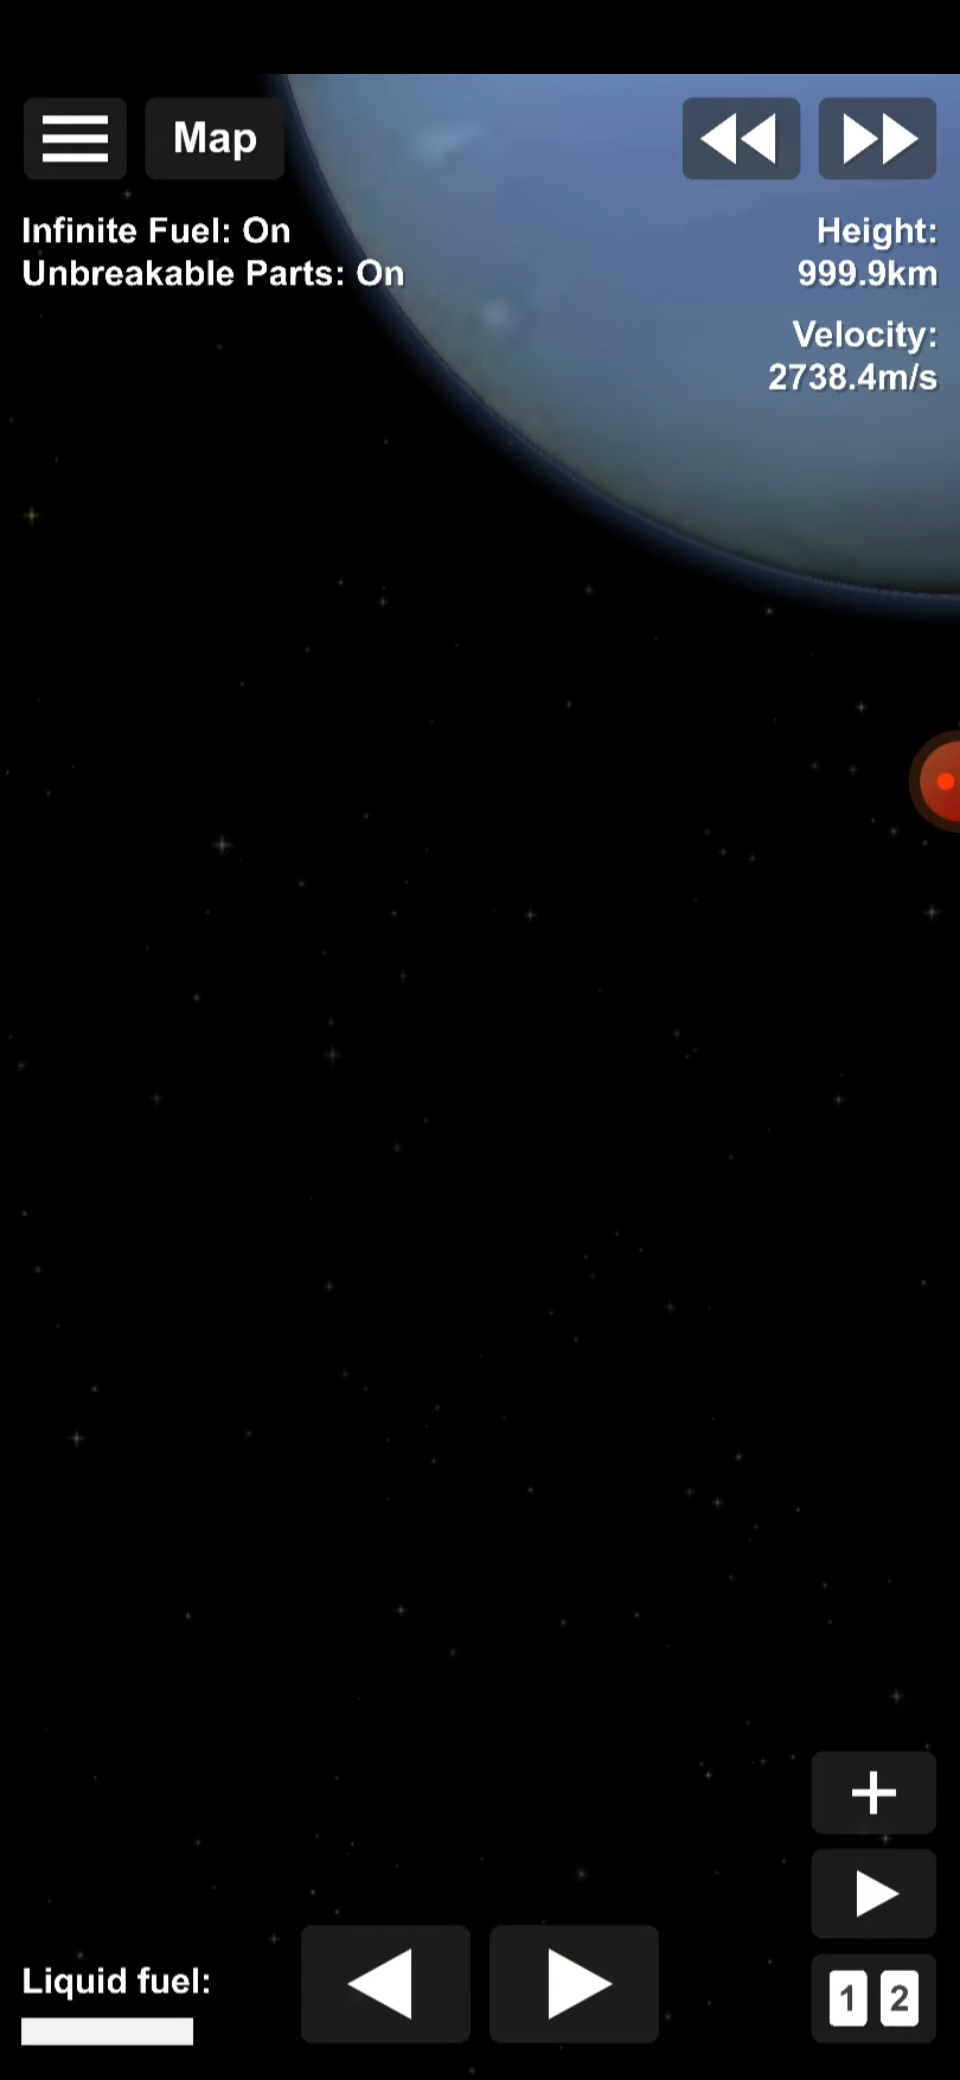 Map
Infinite Fuel: On
Unbreakable Parts: On
Height:
999.9km
Velocity:
2738.4m/s
Liquid fuel:
1 2